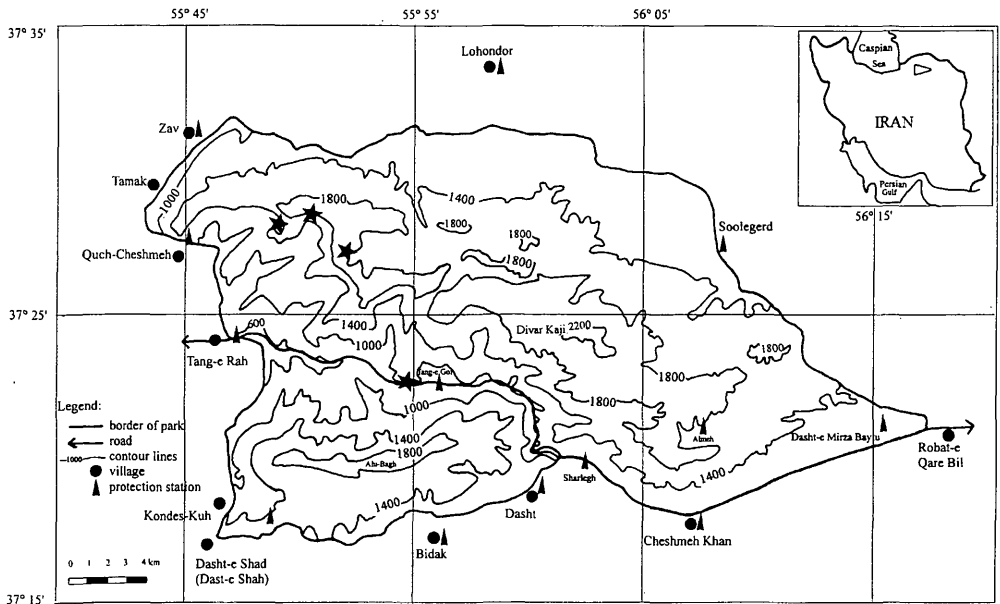 55° 45'
55° 55'
56° 05'
37° 35'
Caspian
Sea
IRAN
Persian
Gulf
56° 15'
Lohondor
Zav
Tamak
1000
1800
1400
1800
1800
1800
Soolegerd
Quch-Cheshmeh
37° 25'
600
1400
1000
Divar Kaji 2200
Tang-e Rah
1800
Tang-e Gol
1800
1800
Legend:
border of park
road
1000 contour lines
village
protection station
1000
1400
1800
Alu-Bagh
1400
Almeh
Dasht-e Mirza Baylu
Robat-e
Qare Bil
Sharlegh
1400
Kondes-Kuh
Dasht
Cheshmeh Khan
Bidak
Dasht-e Shad
(Dast-e Shah)
0 1 2 3 4 km
37° 15'